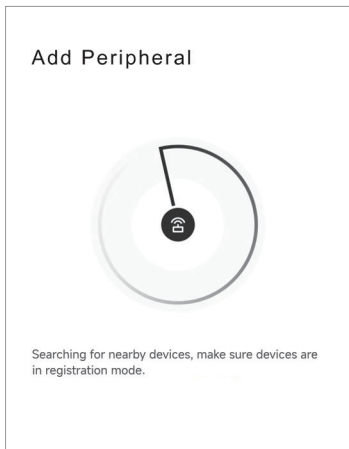 Add Peripheral
Searching for nearby devices, make sure devices are
in registration mode.